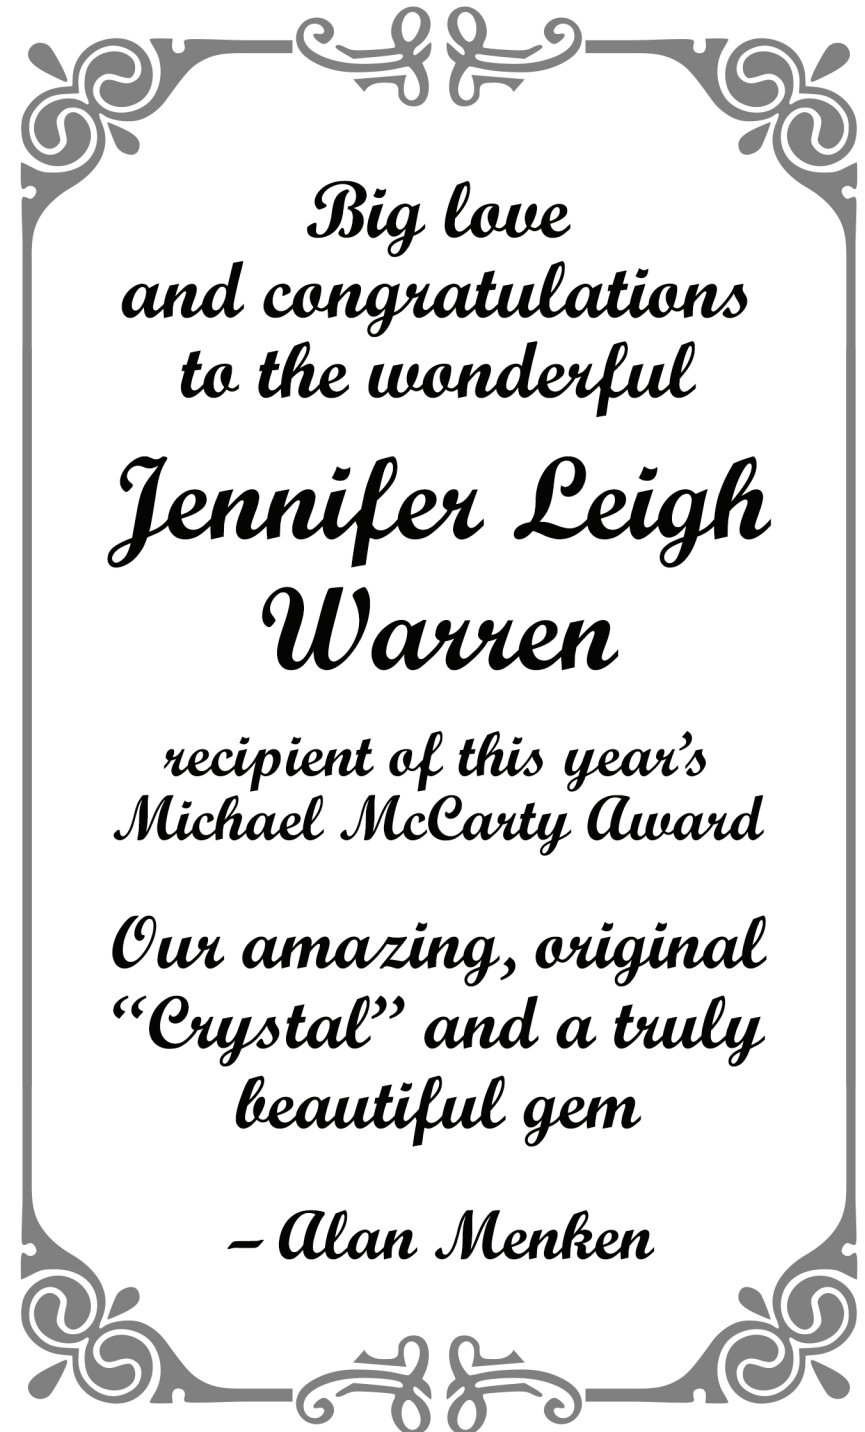 Big love
and congratulations
to the wonderful
Jennifer Leigh
Warren
recipient of this year’s
Michael McCarty Award
Our amazing, original
“Crystal” and a truly
beautiful gem
– Alan Menken